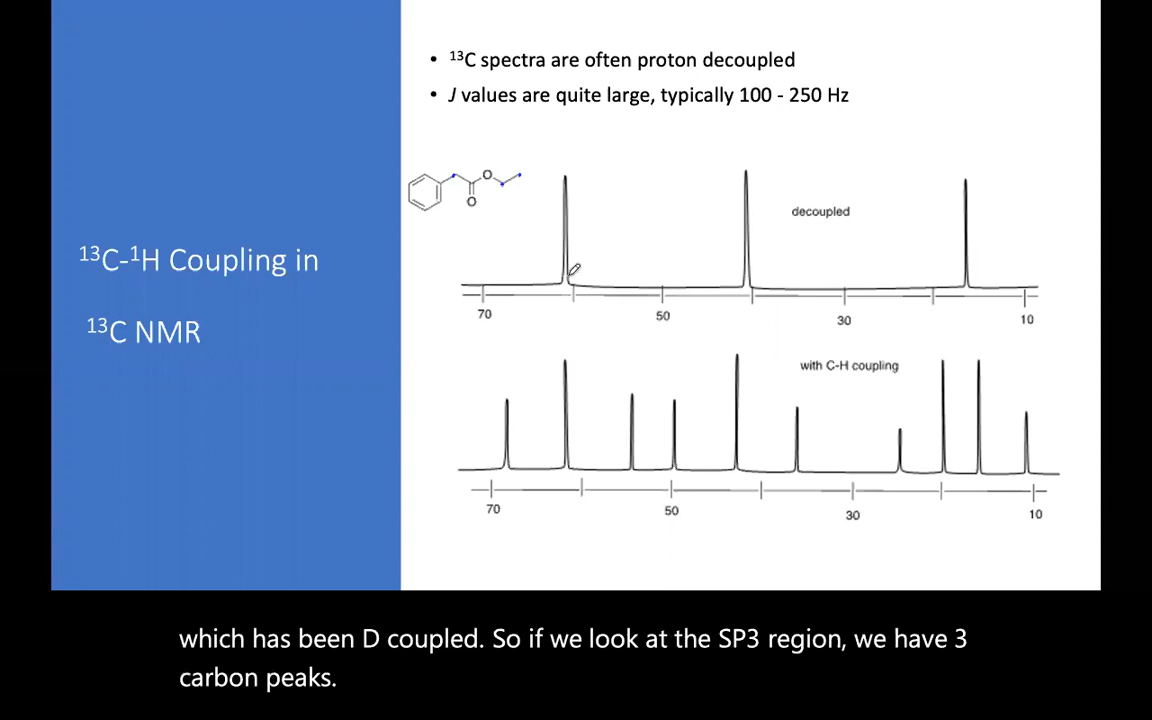 • ¹³C spectra are often proton decoupled
• J values are quite large, typically 100 - 250 Hz
O
O
decoupled
70 50 30 10
¹³C-¹H Coupling in
¹³C NMR
with C-H coupling
70 50 30 10
which has been D coupled. So if we look at the SP3 region, we have 3
carbon peaks.